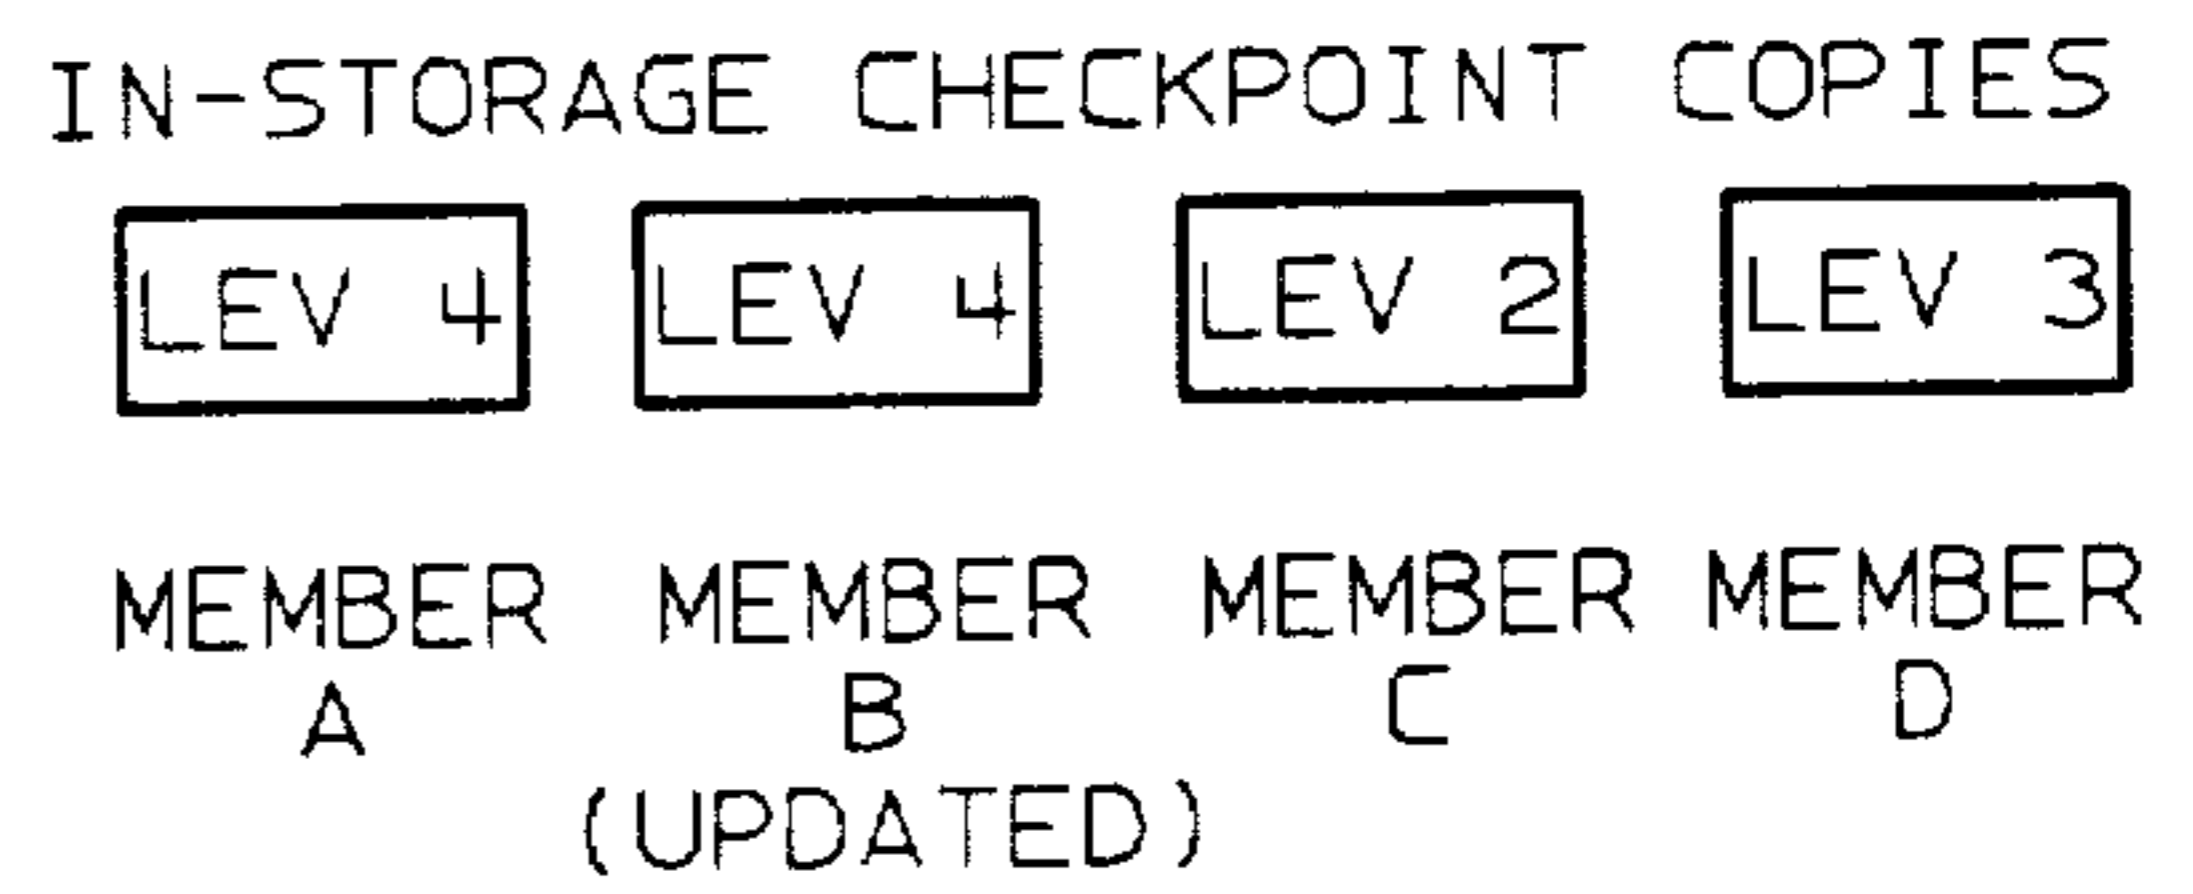 IN-STORAGE CHECKPOINT COPIES
LEV 4 LEV 4 LEV 2 LEV 3
MEMBER MEMBER MEMBER MEMBER
A B C D
(UPDATED)